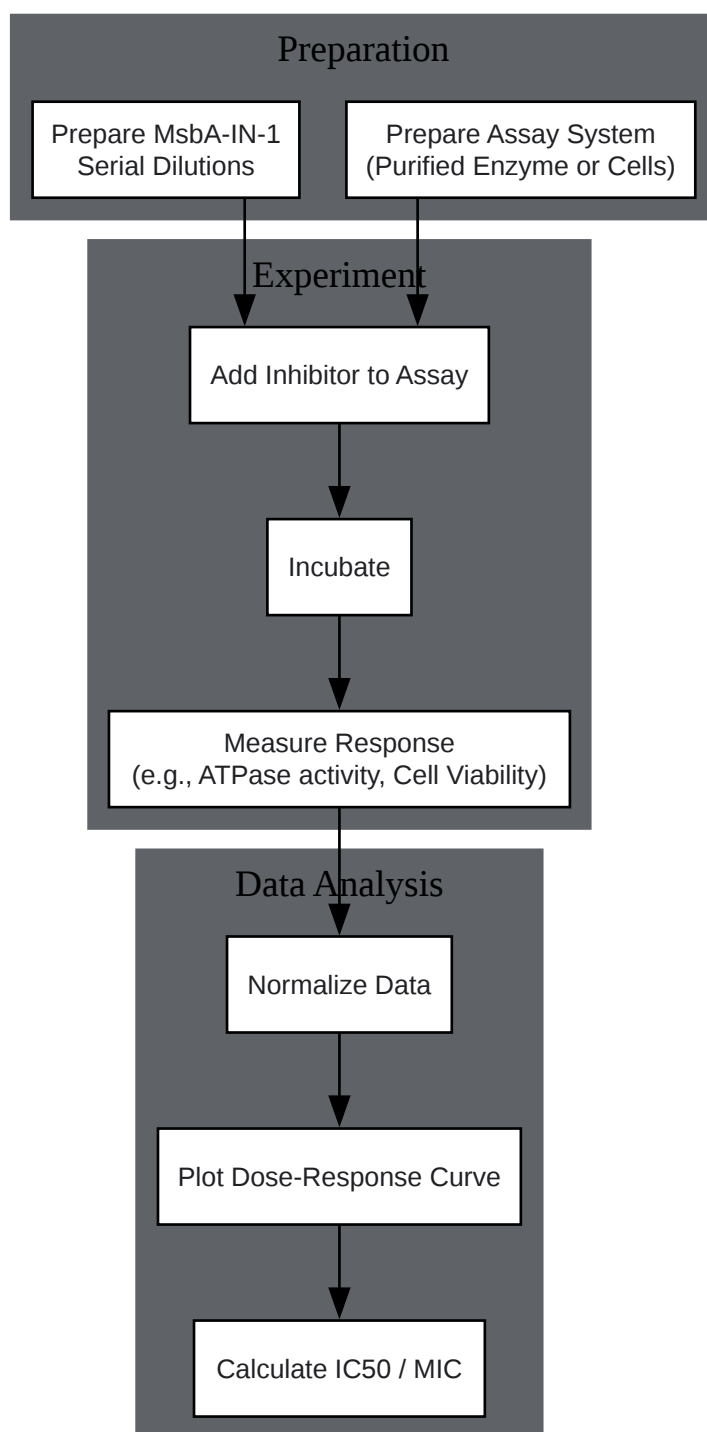 Preparation
Prepare MsbA-IN-1
Serial Dilutions
Prepare Assay System
(Purified Enzyme or Cells)
Experiment
Add Inhibitor to Assay
Incubate
Measure Response
(e.g., ATPase activity, Cell Viability)
Data Analysis
Normalize Data
Plot Dose-Response Curve
Calculate IC50 / MIC